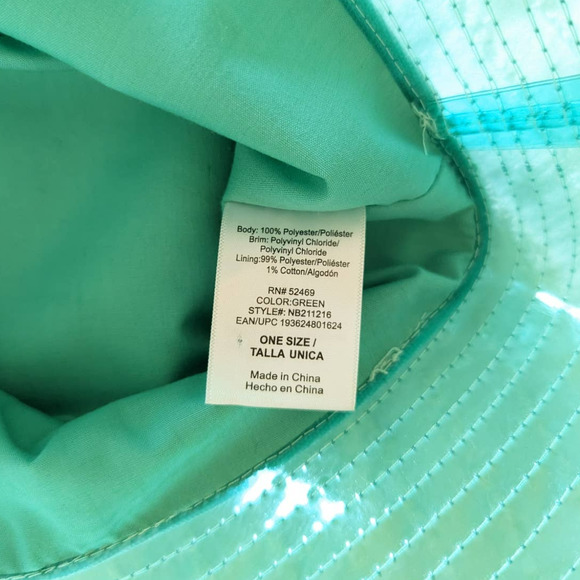 Body: 100% Polyester/Poliéster
Brim: Polyvinyl Chloride/
Polyvinyl Chloride
Lining:99% Polyester/Poliéster
1% Cotton/Algodón
RN# 52469
COLOR:GREEN
STYLE#: NB211216
EAN/UPC 193624801624
ONE SIZE /
TALLA UNICA
Made in China
Hecho en China